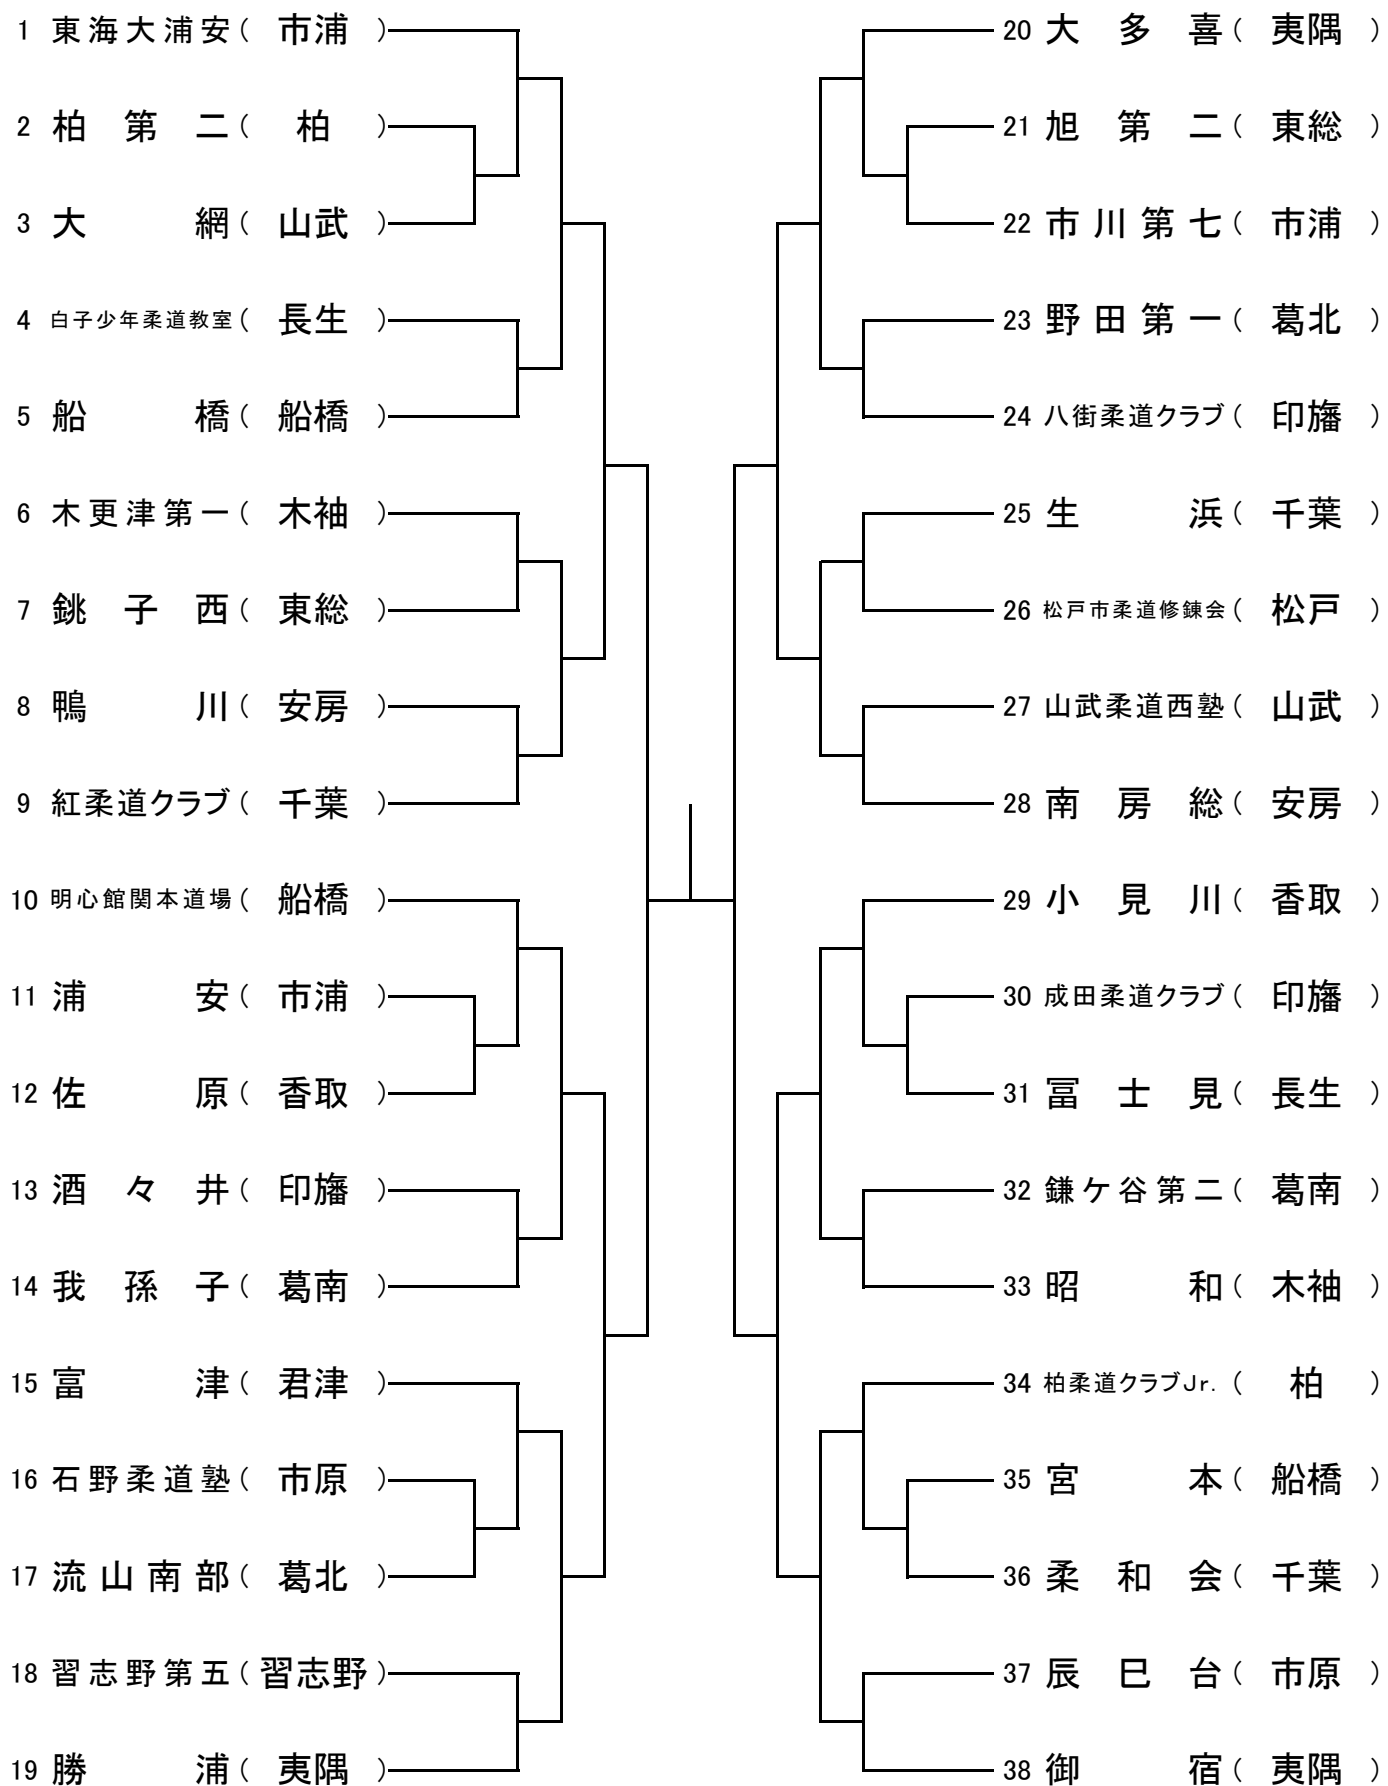 1 東海大浦安（ 市浦 ）
2 柏第二（ 柏 ）
3 大網（ 山武 ）
4 白子少年柔道教室（ 長生 ）
5 船橋（ 船橋 ）
6 木更津第一（ 木袖 ）
7 銚子西（ 東総 ）
8 鴨川（ 安房 ）
9 紅柔道クラブ（ 千葉 ）
10 明心館関本道場（ 船橋 ）
11 浦安（ 市浦 ）
12 佐原（ 香取 ）
13 酒々井（ 印旛 ）
14 我孫子（ 葛南 ）
15 富津（ 君津 ）
16 石野柔道塾（ 市原 ）
17 流山南部（ 葛北 ）
18 習志野第五（ 習志野 ）
19 勝浦（ 夷隅 ）
20 大多喜（ 夷隅 ）
21 旭第二（ 東総 ）
22 市川第七（ 市浦 ）
23 野田第一（ 葛北 ）
24 八街柔道クラブ（ 印旛 ）
25 生浜（ 千葉 ）
26 松戸市柔道修錬会（ 松戸 ）
27 山武柔道西塾（ 山武 ）
28 南房総（ 安房 ）
29 小見川（ 香取 ）
30 成田柔道クラブ（ 印旛 ）
31 冨士見（ 長生 ）
32 鎌ケ谷第二（ 葛南 ）
33 昭和（ 木袖 ）
34 柏柔道クラブJr.（ 柏 ）
35 宮本（ 船橋 ）
36 柔和会（ 千葉 ）
37 辰巳台（ 市原 ）
38 御宿（ 夷隅 ）